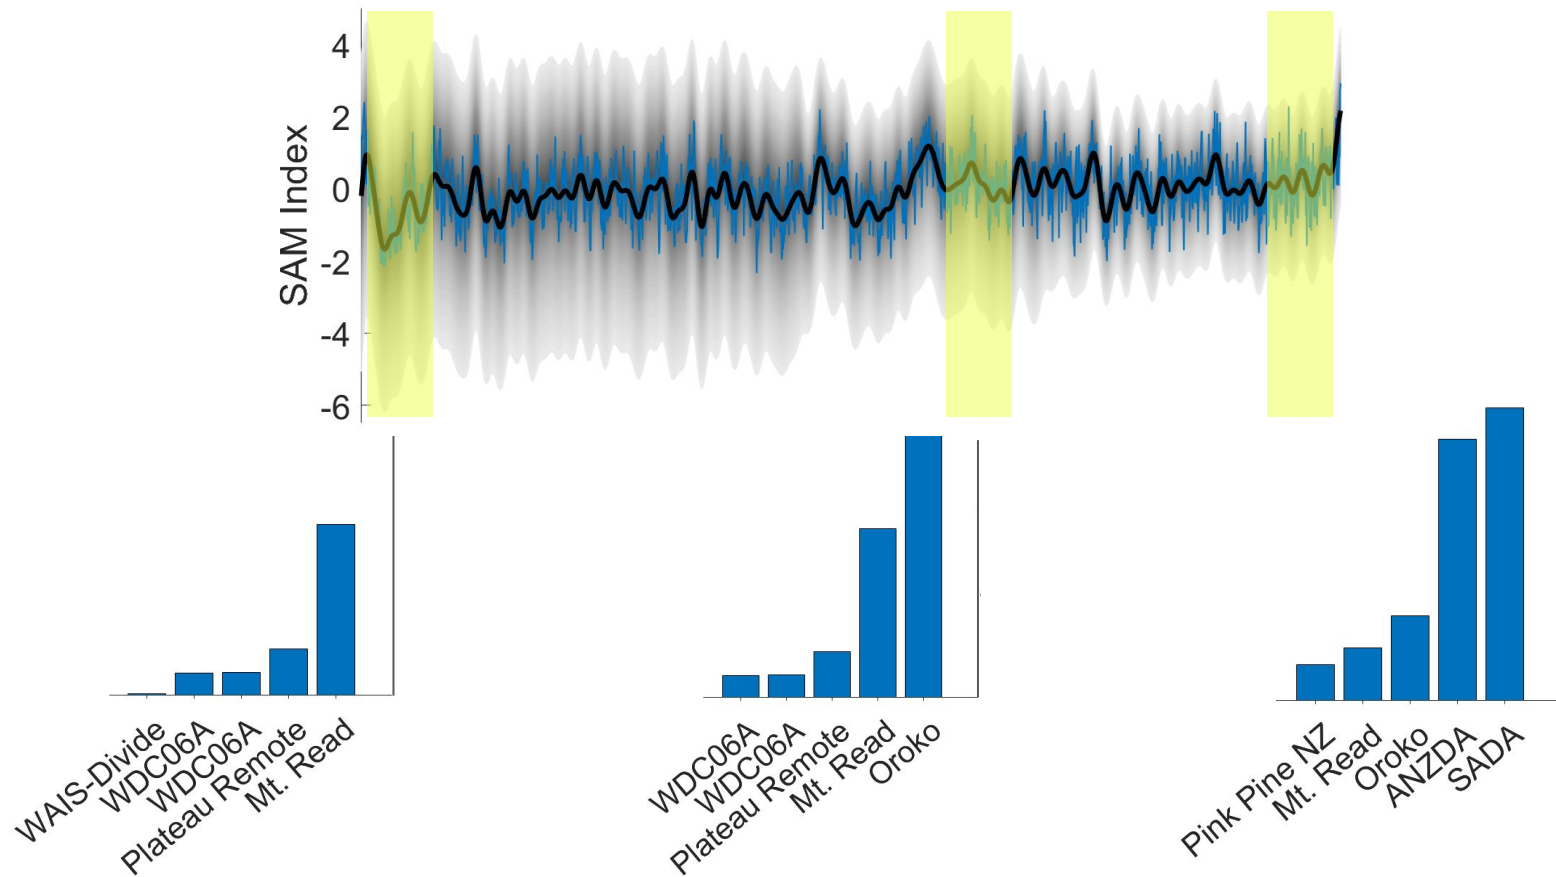 SAM Index
4
2
0
-2
-4
-6
WAIS-Divide
WDC06A
WDC06A
Plateau Remote
Mt. Read
WDC06A
WDC06A
Plateau Remote
Mt. Read
Oroko
Pink Pine NZ
Mt. Read
Oroko
ANZDA
SADA